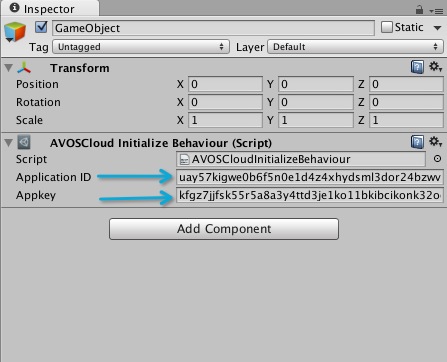 Inspector
GameObject Static
Tag Untagged Layer Default
Transform
Position X 0 Y 0 Z 0
Rotation X 0 Y 0 Z 0
Scale X 1 Y 1 Z 1
AVOSCloud Initialize Behaviour (Script)
Script AVOSCloudInitializeBehaviour
Application ID uay57kigwe0b6f5n0e1d4z4xhydsml3dor24bzwv
Appkey kfgz7jjfsk55r5a8a3y4ttd3je1ko11bkibcikonk32o
Add Component